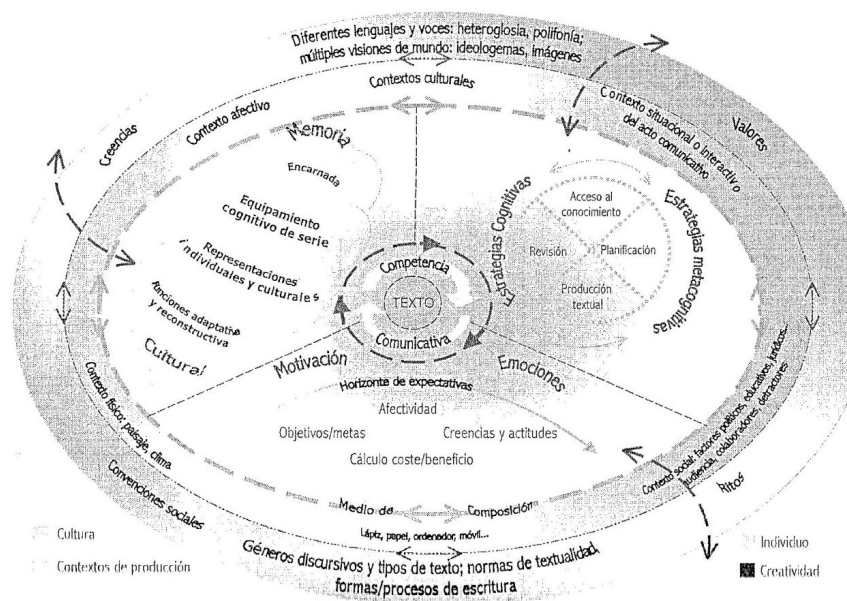 Diferentes lenguajes y voces: heteroglosia, polifonía;
múltiples visiones de mundo: ideologemas, imágenes
Contextos culturales
Contexto afectivo
Creencias
Contexto situacional o interactivo
del acto comunicativo
Valores
Memoria
Encarnada
Equipamiento
cognitivo de serie
Representaciones
individuales y culturales
funciones adaptativa
y reconstructiva
Cultural
Estrategias Cognitivas
Acceso al
conocimiento
Revisión
Planificación
Producción
textual
Estrategias metacognitivas
Competencia
TEXTO
Comunicativa
Motivación
Emociones
Horizonte de expectativas
Afectividad
Objetivos/metas
Creencias y actitudes
Cálculo coste/beneficio
Contexto físico: paisaje, clima
Convenciones sociales
Contexto social: factores políticos, educativos, jurídicos...
audiencia, colaboradores, detractores
Ritos
Medio de
Composición
Lápiz, papel, ordenador, móvil...
Géneros discursivos y tipos de texto; normas de textualidad,
formas/procesos de escritura
Cultura
Contextos de producción
Individuo
Creatividad